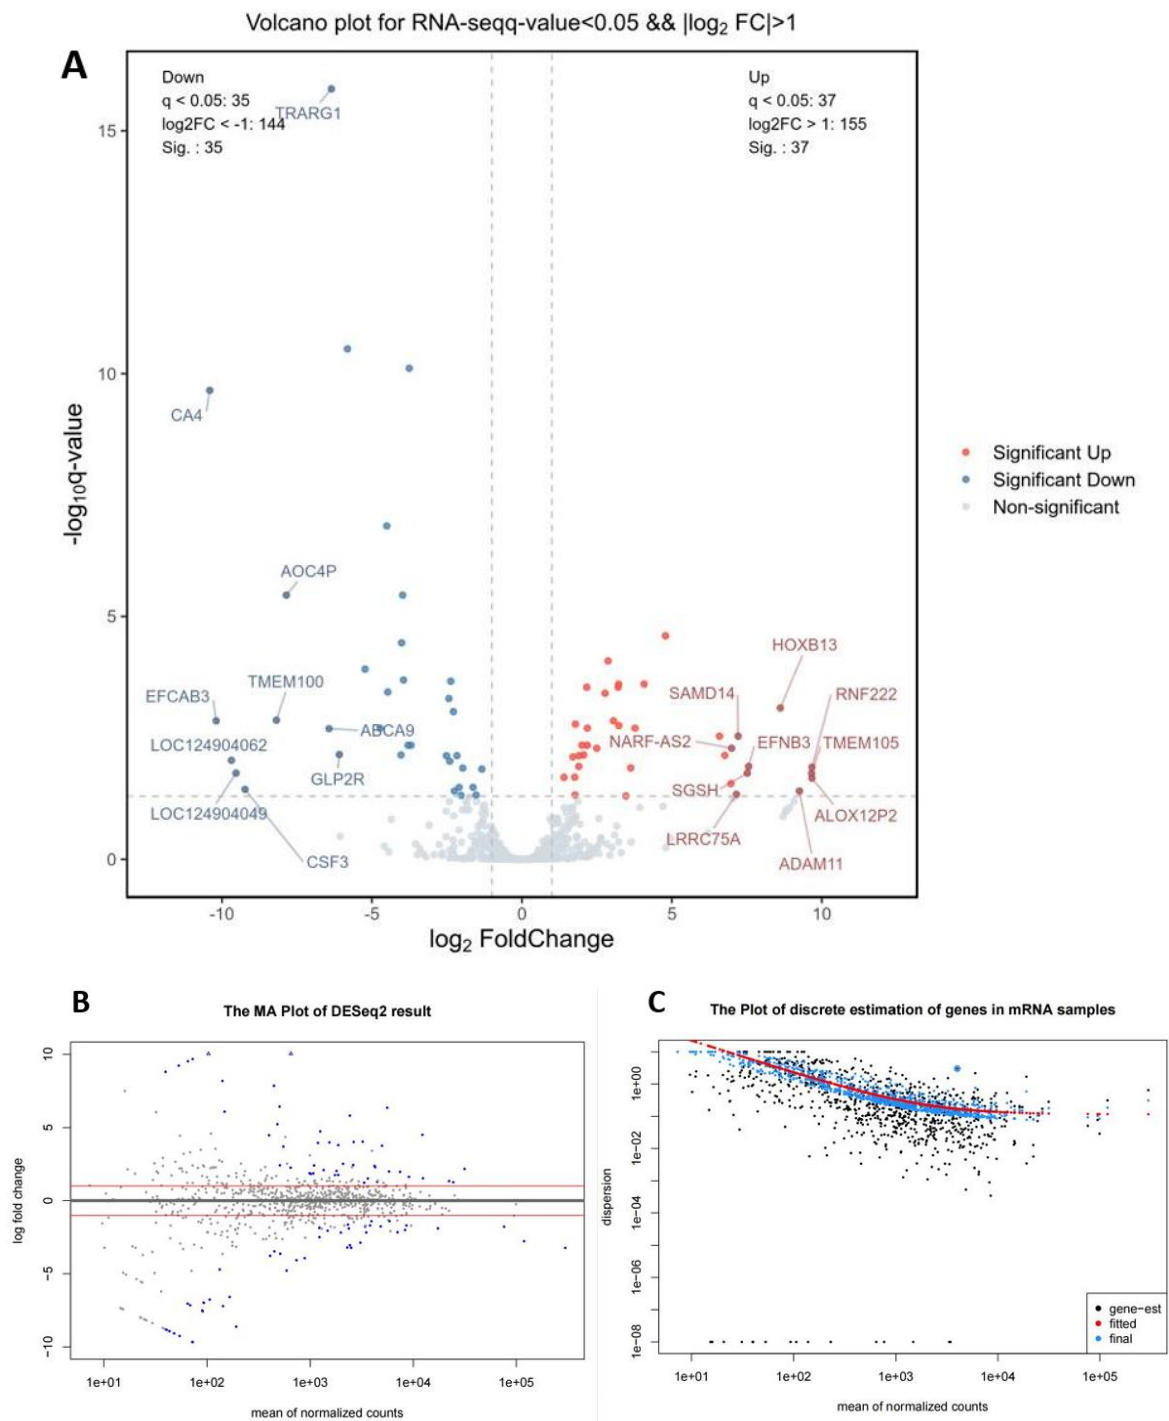 Volcano plot for RNA-seqq-value<0.05 && |log₂ FC|>1
A
Down
q < 0.05: 35
log2FC < -1: 144
Sig. : 35
TRARG1
Up
q < 0.05: 37
log2FC > 1: 155
Sig. : 37
15
10
5
0
-log₁₀q-value
CA4
AOC4P
EFCAB3
TMEM100
LOC124904062
ABCA9
GLP2R
LOC124904049
CSF3
HOXB13
SAMD14
RNF222
NARF-AS2
EFNB3
TMEM105
SGSH
ALOX12P2
LRRC75A
ADAM11
Significant Up
Significant Down
Non-significant
-10
-5
0
5
10
log₂ FoldChange
B
The MA Plot of DESeq2 result
log fold change
10
5
0
−5
−10
1e+01
1e+02
1e+03
1e+04
1e+05
mean of normalized counts
C
The Plot of discrete estimation of genes in mRNA samples
dispersion
1e+00
1e−02
1e−04
1e−06
1e−08
gene-est
fitted
final
1e+01
1e+02
1e+03
1e+04
1e+05
mean of normalized counts